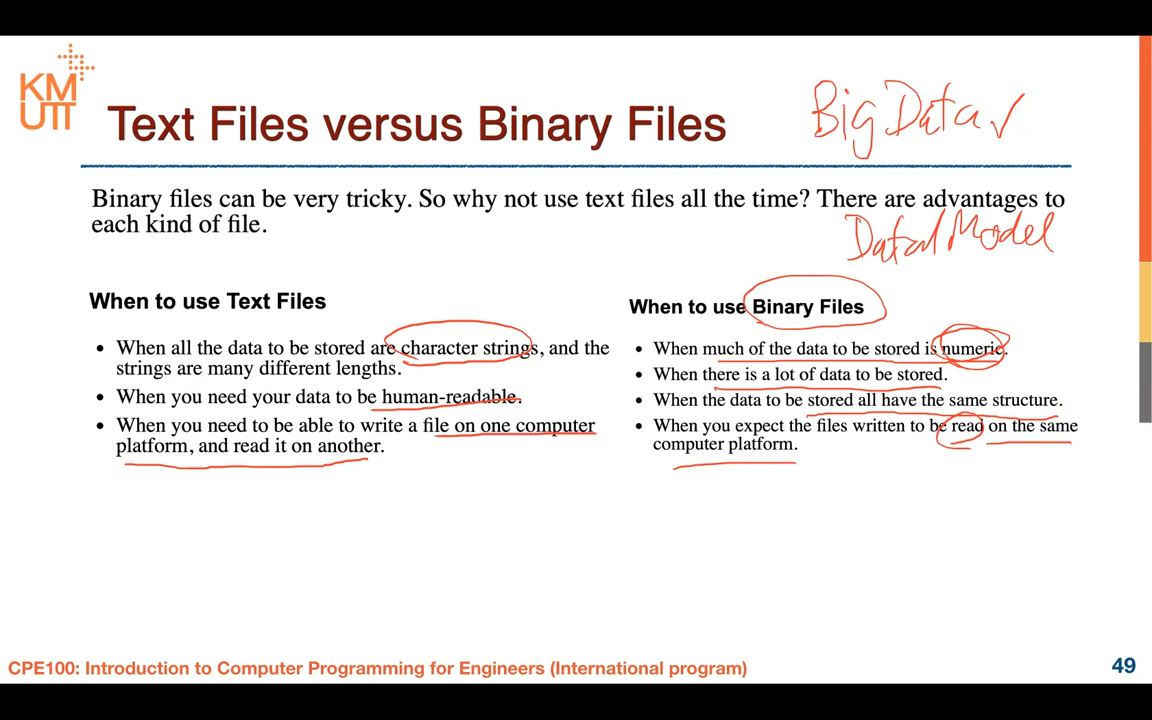 KM
UTT
Text Files versus Binary Files
Big Data ✓
Binary files can be very tricky. So why not use text files all the time? There are advantages to
each kind of file.
Data Model
When to use Text Files
• When all the data to be stored are character strings, and the
strings are many different lengths.
• When you need your data to be human-readable.
• When you need to be able to write a file on one computer
platform, and read it on another.
When to use Binary Files
• When much of the data to be stored is numeric.
• When there is a lot of data to be stored.
• When the data to be stored all have the same structure.
• When you expect the files written to be read on the same
computer platform.
CPE100: Introduction to Computer Programming for Engineers (International program)
49